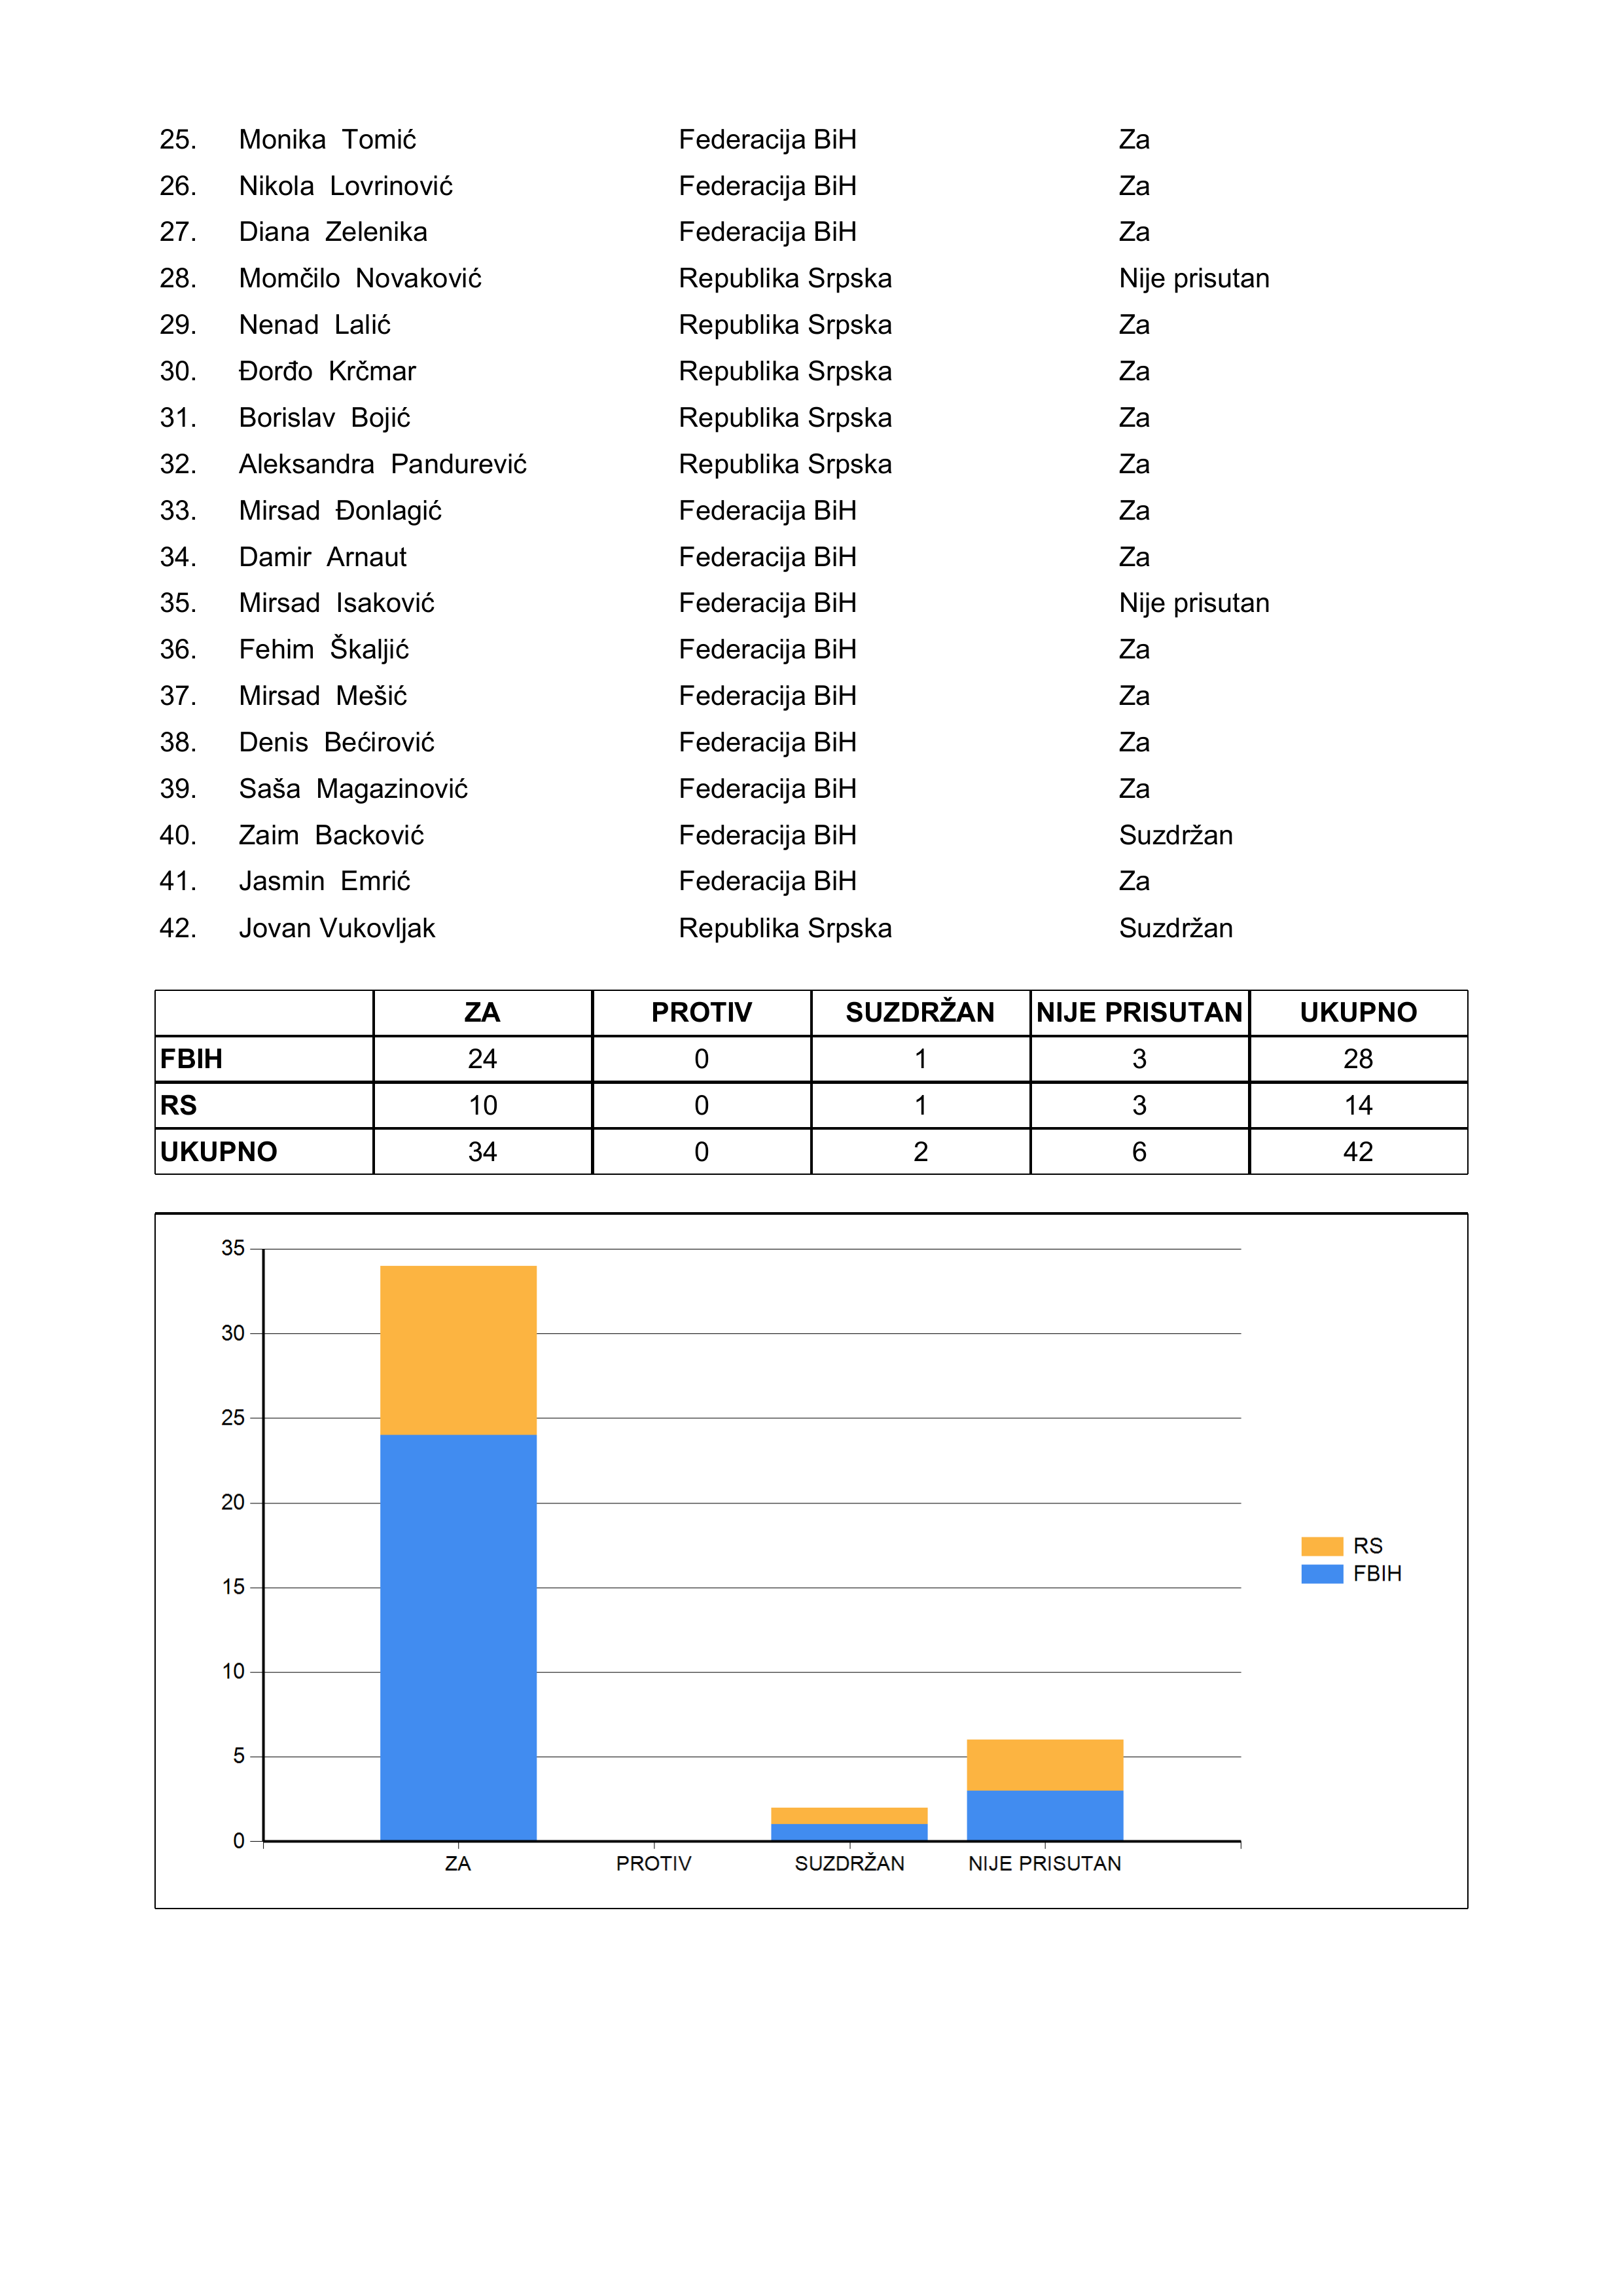 25. Monika Tomić Federacija BiH Za
26. Nikola Lovrinović Federacija BiH Za
27. Diana Zelenika Federacija BiH Za
28. Momčilo Novaković Republika Srpska Nije prisutan
29. Nenad Lalić Republika Srpska Za
30. Đorđo Krčmar Republika Srpska Za
31. Borislav Bojić Republika Srpska Za
32. Aleksandra Pandurević Republika Srpska Za
33. Mirsad Đonlagić Federacija BiH Za
34. Damir Arnaut Federacija BiH Za
35. Mirsad Isaković Federacija BiH Nije prisutan
36. Fehim Škaljić Federacija BiH Za
37. Mirsad Mešić Federacija BiH Za
38. Denis Bećirović Federacija BiH Za
39. Saša Magazinović Federacija BiH Za
40. Zaim Backović Federacija BiH Suzdržan
41. Jasmin Emrić Federacija BiH Za
42. Jovan Vukovljak Republika Srpska Suzdržan
ZA PROTIV SUZDRŽAN NIJE PRISUTAN UKUPNO
FBIH 24 0 1 3 28
RS 10 0 1 3 14
UKUPNO 34 0 2 6 42
35
30
25
20
15
10
5
0
ZA PROTIV SUZDRŽAN NIJE PRISUTAN
RS
FBIH